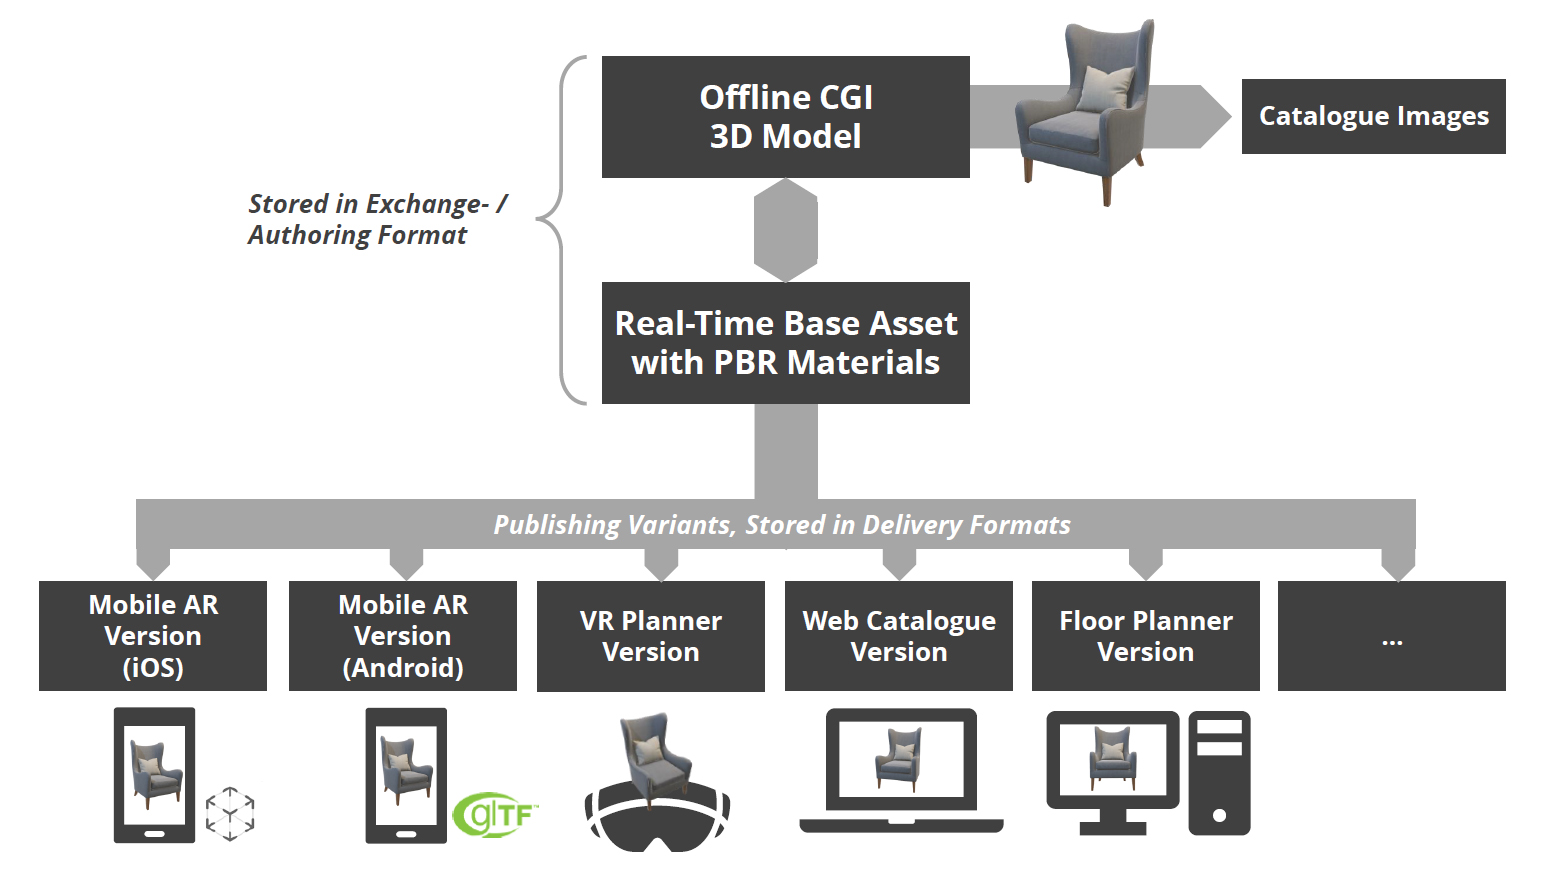 Offline CGI
3D Model
Catalogue Images
Stored in Exchange- /
Authoring Format
Real-Time Base Asset
with PBR Materials
Publishing Variants, Stored in Delivery Formats
Mobile AR
Version
(iOS)
Mobile AR
Version
(Android)
VR Planner
Version
Web Catalogue
Version
Floor Planner
Version
...
glTF™